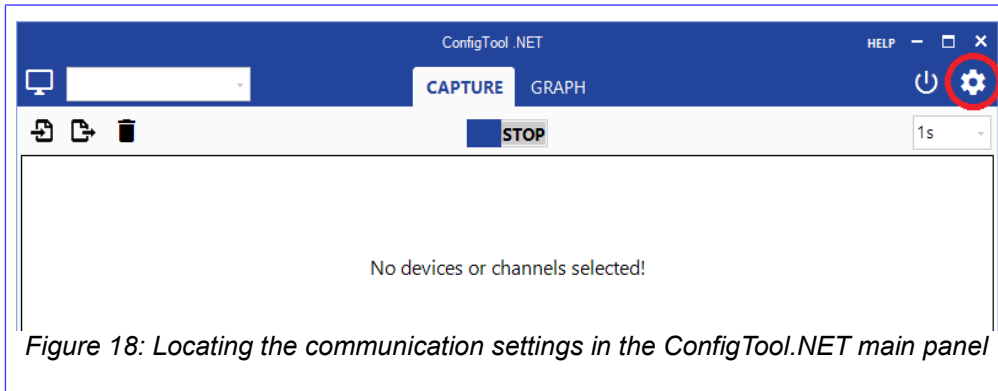 ConfigTool .NET HELP
CAPTURE GRAPH
STOP 1s
No devices or channels selected!
Figure 18: Locating the communication settings in the ConfigTool.NET main panel